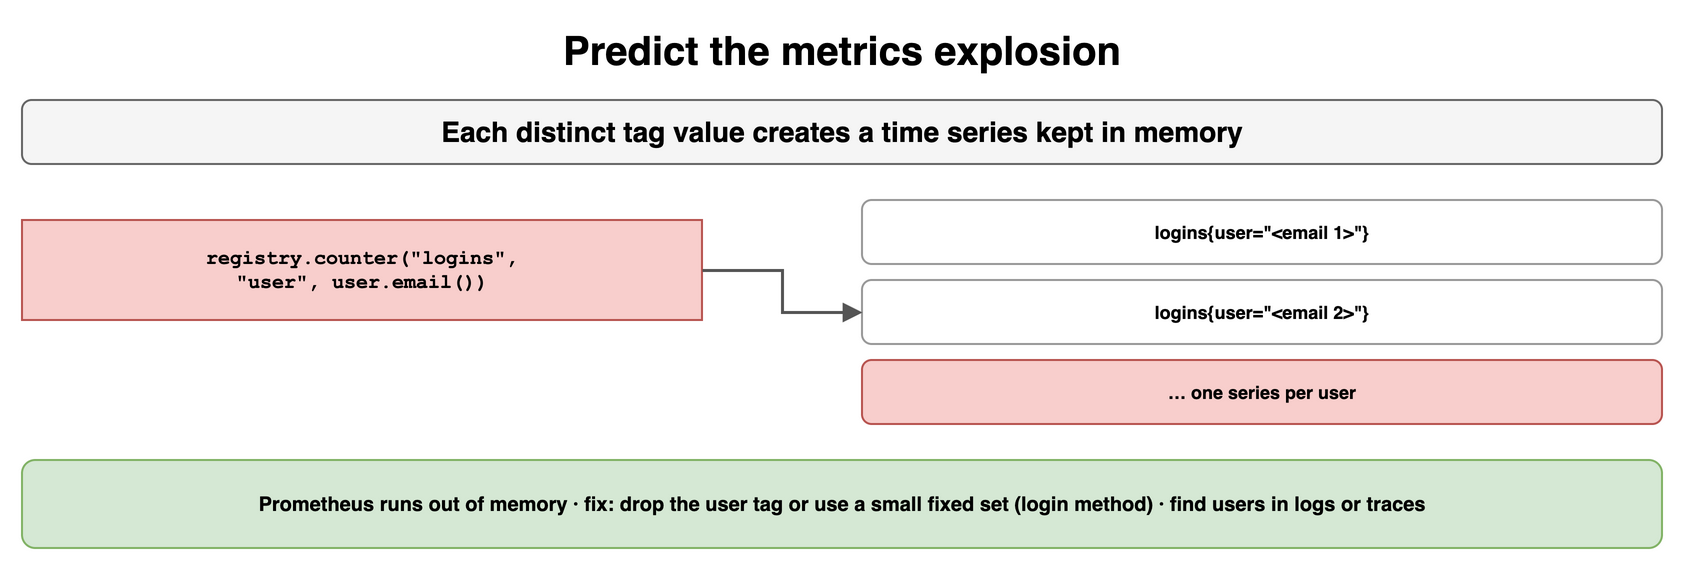 Predict the metrics explosion
Each distinct tag value creates a time series kept in memory
registry.counter("logins",
"user", user.email())
logins{user="<email 1>"}
logins{user="<email 2>"}
... one series per user
Prometheus runs out of memory · fix: drop the user tag or use a small fixed set (login method) · find users in logs or traces